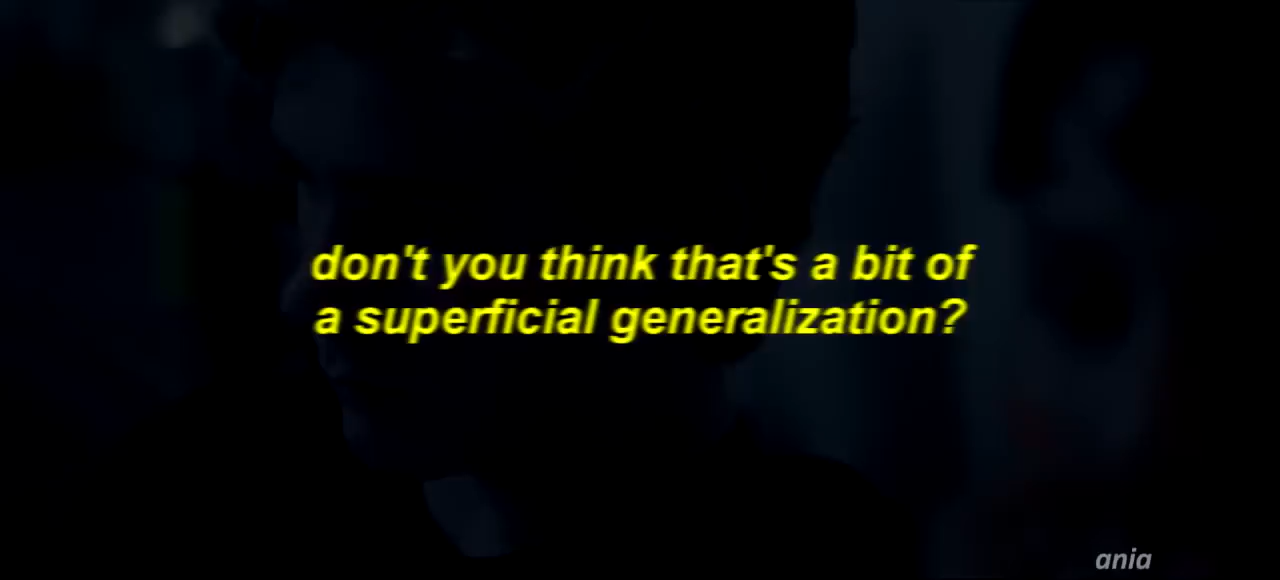 don't you think that's a bit of
a superficial generalization?
ania